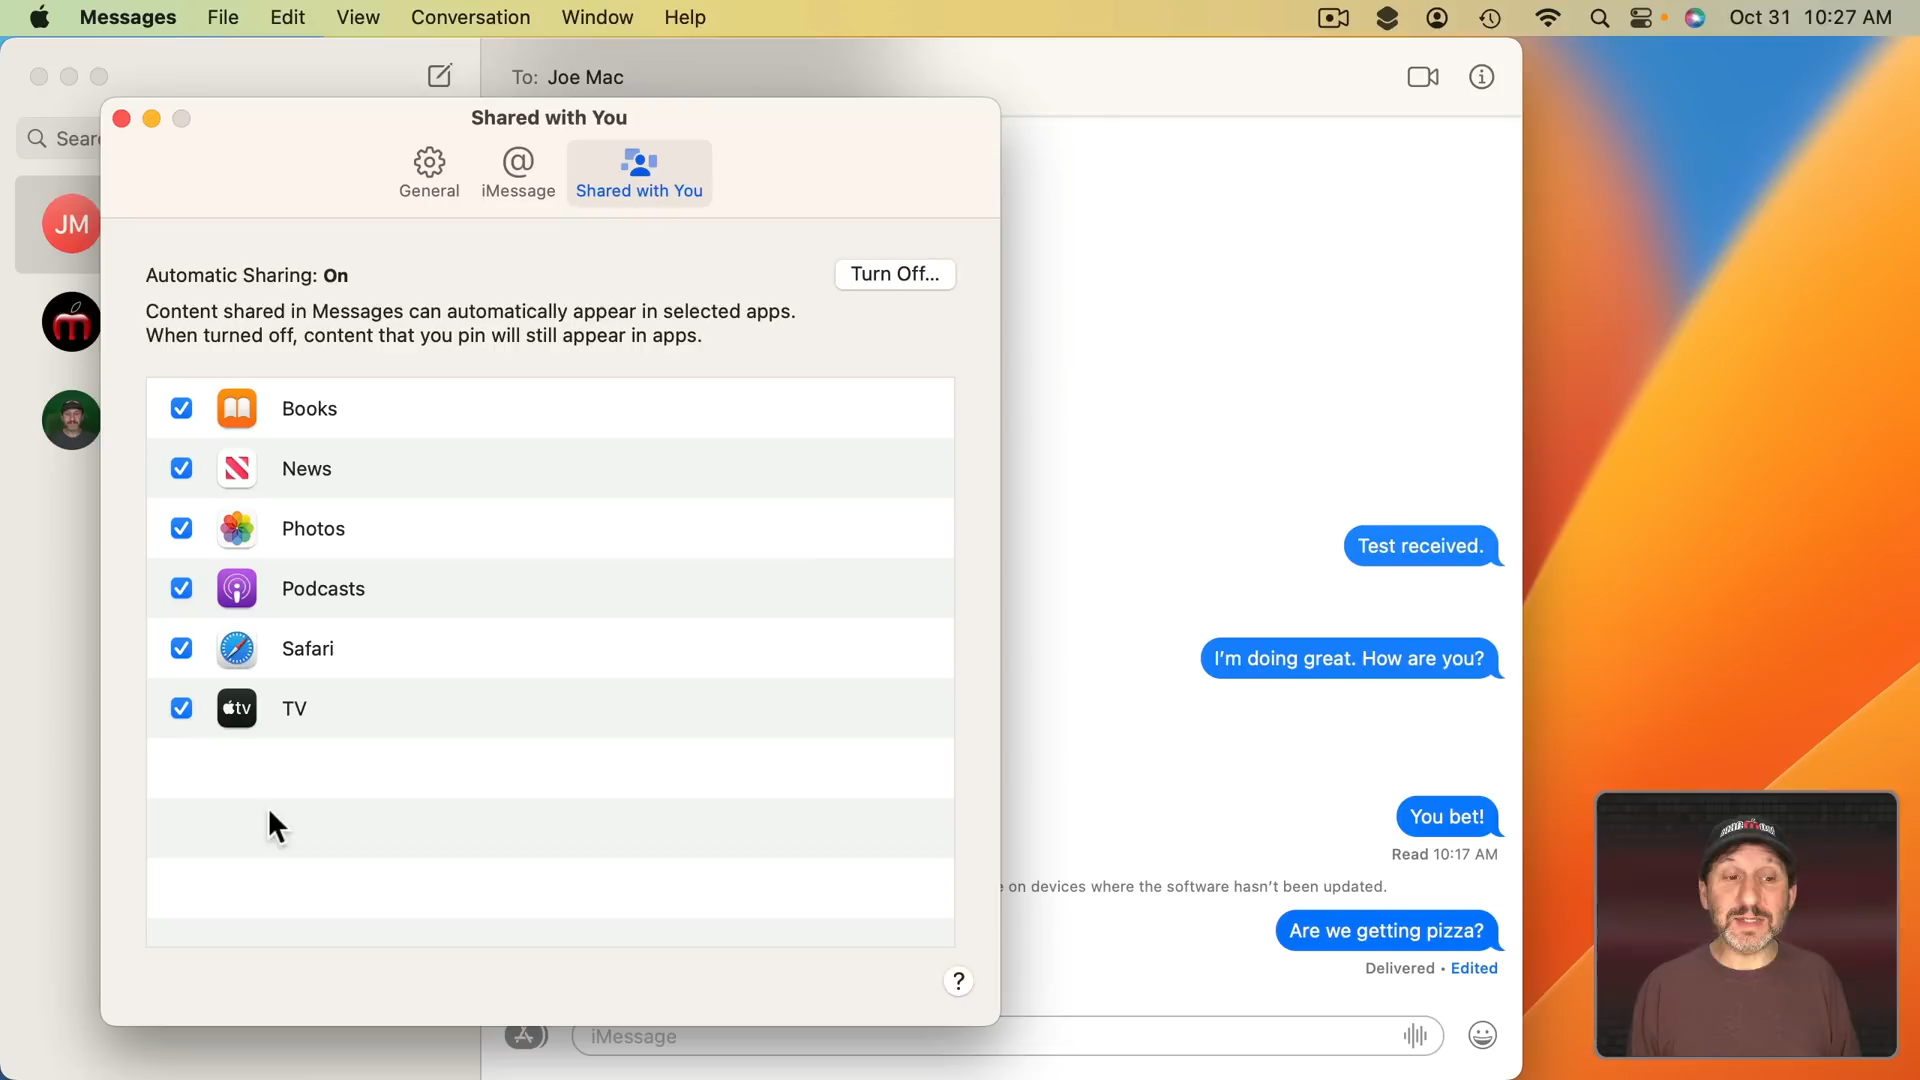 Messages File Edit View Conversation Window Help Oct 31 10:27 AM
To: Joe Mac
Shared with You
Sear
General iMessage Shared with You
JM
Automatic Sharing: On Turn Off...
Content shared in Messages can automatically appear in selected apps.
When turned off, content that you pin will still appear in apps.
Books
News
Photos
Podcasts
Safari
tv TV
Test received.
I'm doing great. How are you?
You bet!
Read 10:17 AM
e on devices where the software hasn't been updated.
Are we getting pizza?
Delivered • Edited
?
iMessage